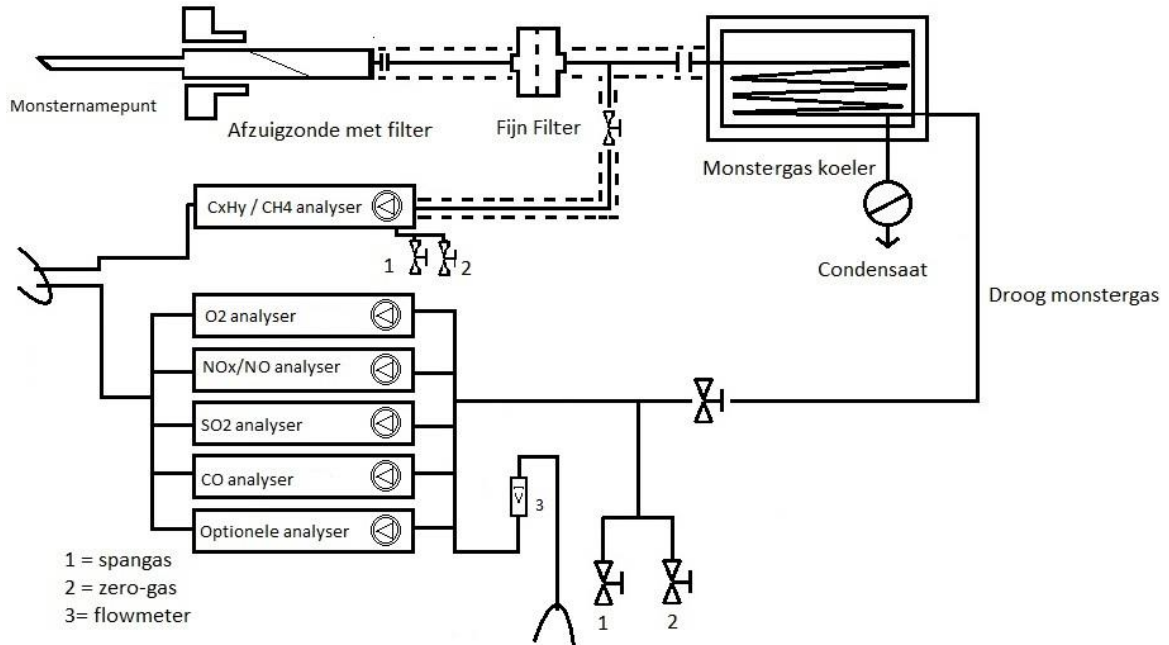 Monsternamepunt
Afzuigzonde met filter
Fijn Filter
Monstergas koeler
CxHy / CH4 analyser
1
2
Condensaat
Droog monstergas
O2 analyser
NOx/NO analyser
SO2 analyser
CO analyser
3
Optionele analyser
1 = spangas
2 = zero-gas
3= flowmeter
1
2